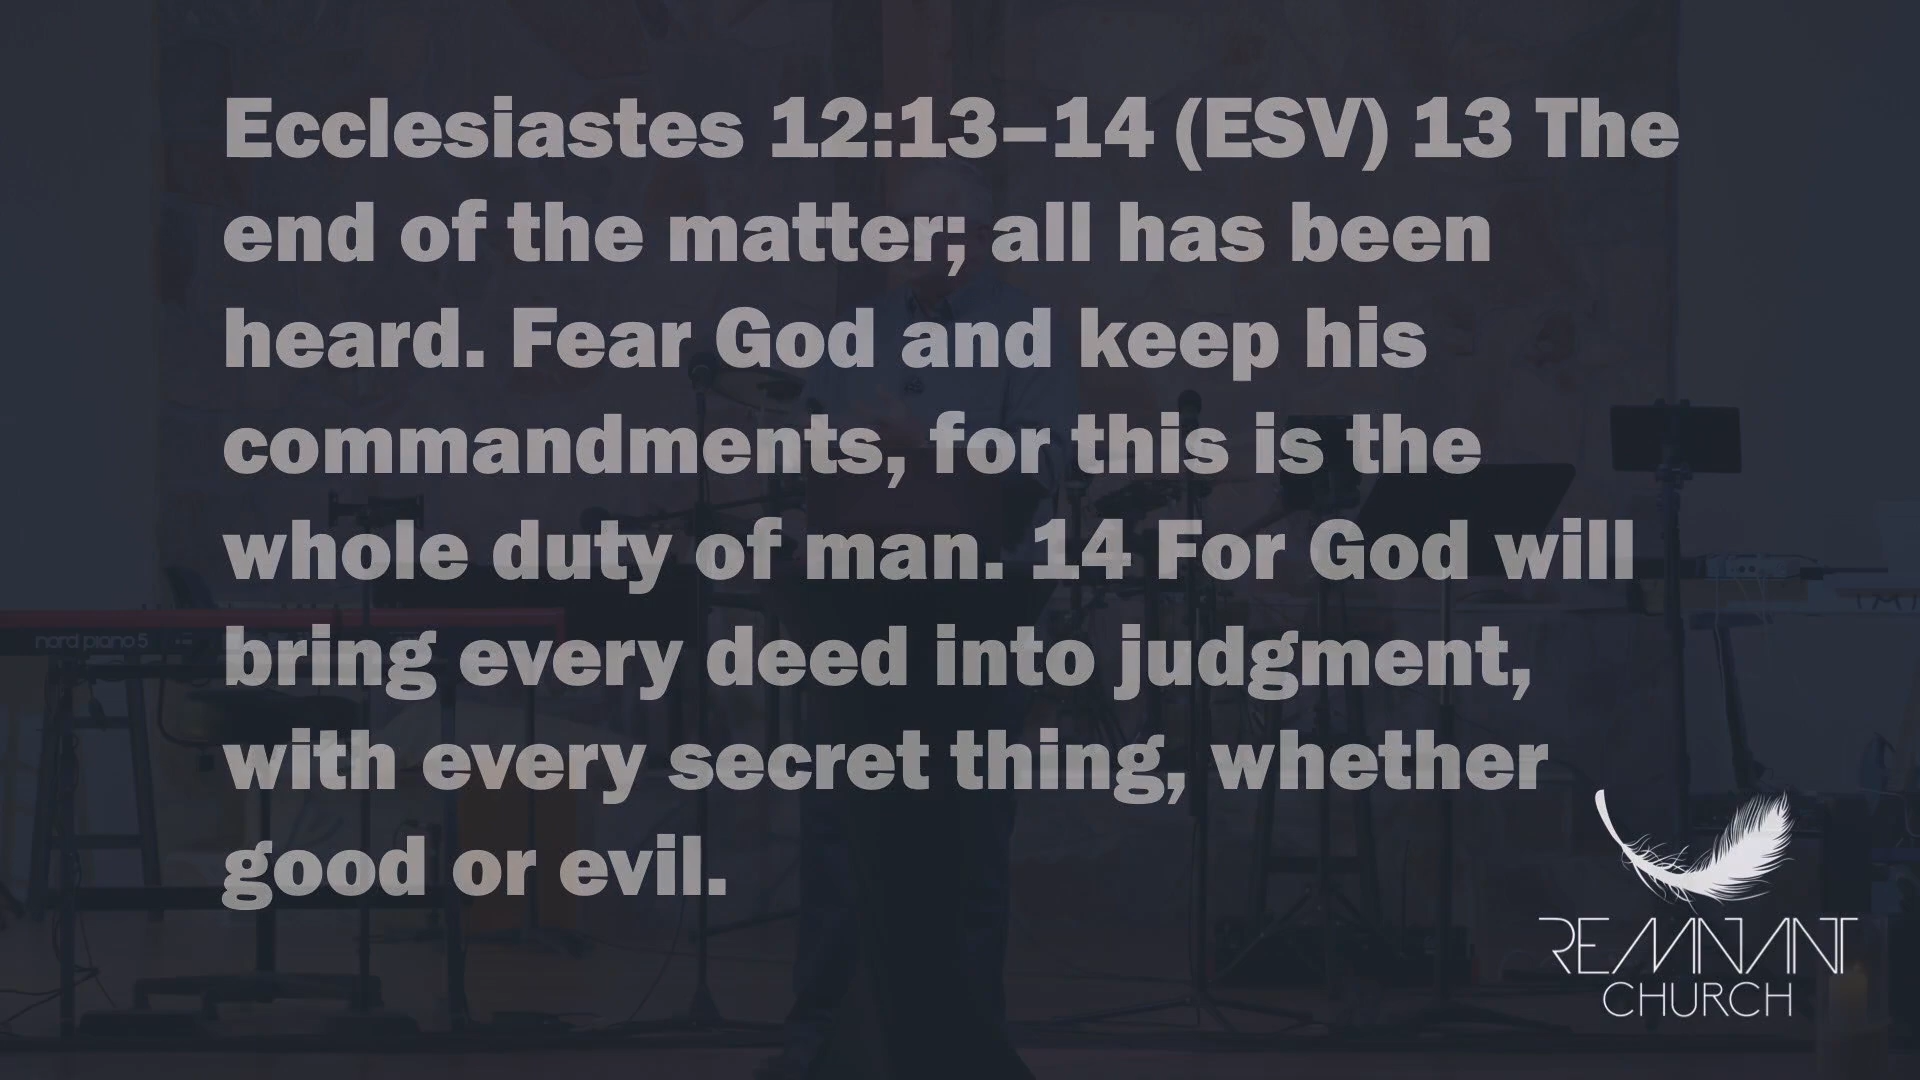 Ecclesiastes 12:13–14 (ESV) 13 The
end of the matter; all has been
heard. Fear God and keep his
commandments, for this is the
whole duty of man. 14 For God will
bring every deed into judgment,
with every secret thing, whether
good or evil.
nord piano 5
REMNANT
CHURCH